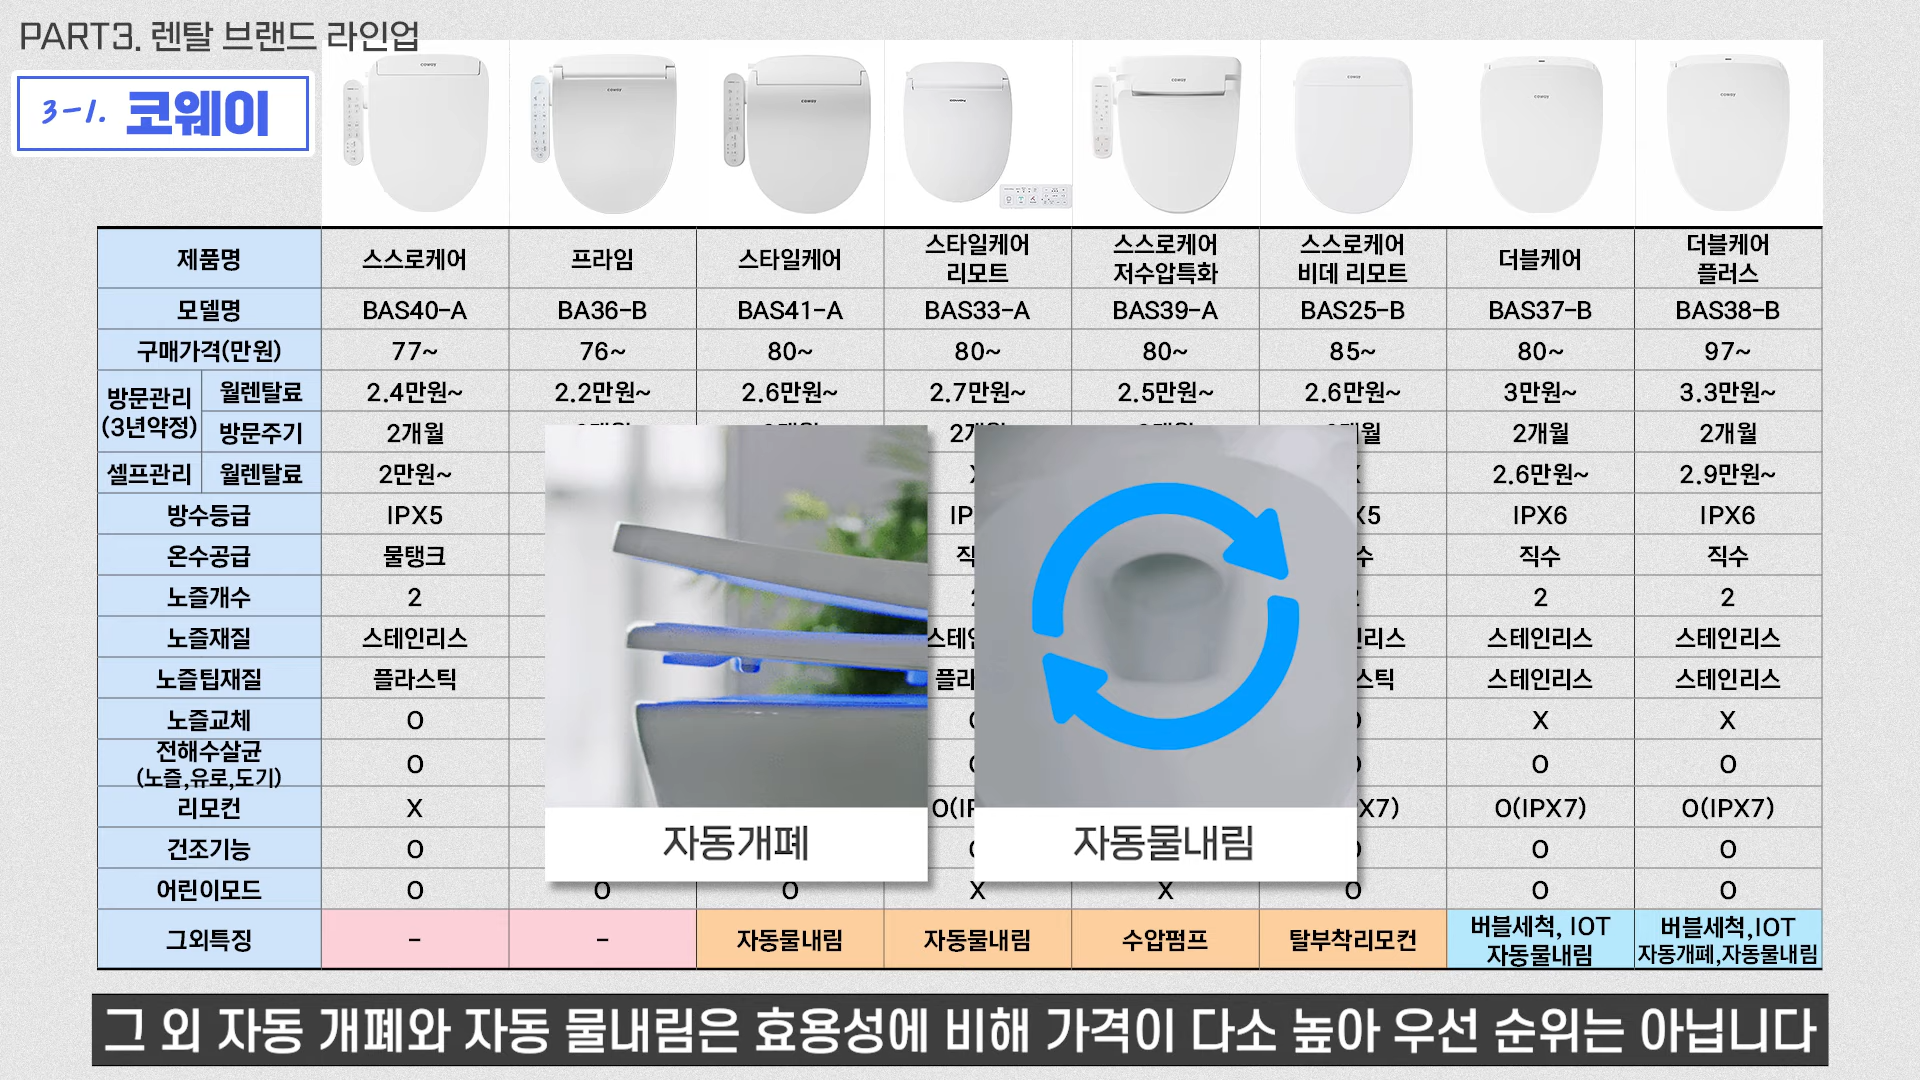 PART3. 렌탈 브랜드 라인업
3-1. 코웨이
coway coway coway coway coway coway coway
제품명 스스로케어 프라임 스타일케어 스타일케어 리모트 스스로케어 저수압특화 스스로케어 비데 리모트 더블케어 더블케어 플러스
모델명 BAS40-A BA36-B BAS41-A BAS33-A BAS39-A BAS25-B BAS37-B BAS38-B
구매가격(만원) 77~ 76~ 80~ 80~ 80~ 85~ 80~ 97~
방문관리 (3년약정) 월렌탈료 2.4만원~ 2.2만원~ 2.6만원~ 2.7만원~ 2.5만원~ 2.6만원~ 3만원~ 3.3만원~
방문주기 2개월 2개월 2개월
셀프관리 월렌탈료 2만원~ 2.6만원~ 2.9만원~
방수등급 IPX5 IPX6 IPX6
온수공급 물탱크 직수 직수
노즐개수 2 2 2
노즐재질 스테인리스 스테인리스 스테인리스
노즐팁재질 플라스틱 스테인리스 스테인리스
노즐교체 O X X
전해수살균 (노즐,유로,도기) O O O
리모컨 X O(IPX7) O(IPX7)
건조기능 O O O
어린이모드 O O O X X O O O
그외특징 - - 자동물내림 자동물내림 수압펌프 탈부착리모컨 버블세척, IOT 자동물내림 버블세척,IOT 자동개폐,자동물내림
자동개폐
자동물내림
그 외 자동 개폐와 자동 물내림은 효용성에 비해 가격이 다소 높아 우선 순위는 아닙니다